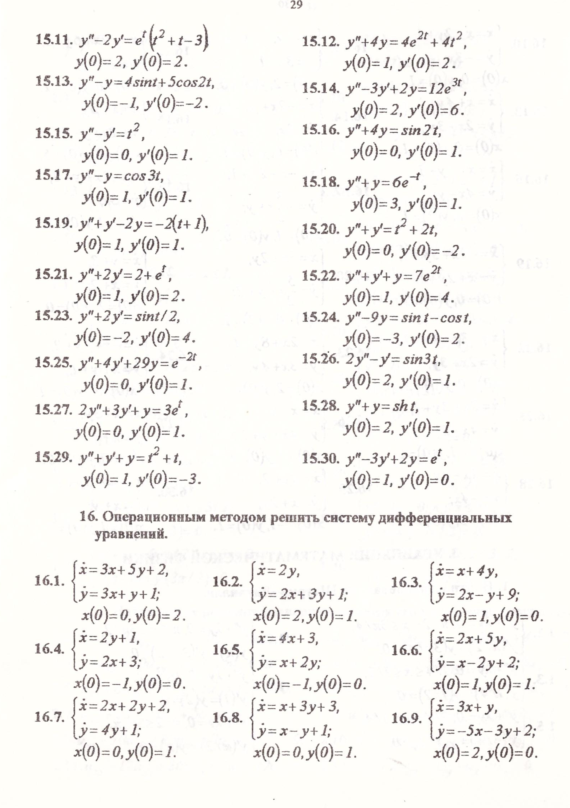 29
15.11. y″−2y′=e^t(t²+t−3)
y(0)=2, y′(0)=2.
15.12. y″+4y=4e^{2t}+4t²,
y(0)=1, y′(0)=2.
15.13. y″−y=4sint+5cos2t,
y(0)=−1, y′(0)=−2.
15.14. y″−3y′+2y=12e^{3t},
y(0)=2, y′(0)=6.
15.15. y″−y′=t²,
y(0)=0, y′(0)=1.
15.16. y″+4y=sin2t,
y(0)=0, y′(0)=1.
15.17. y″−y=cos3t,
y(0)=1, y′(0)=1.
15.18. y″+y=6e^{−t},
y(0)=3, y′(0)=1.
15.19. y″+y′−2y=−2(t+1),
y(0)=1, y′(0)=1.
15.20. y″+y′=t²+2t,
y(0)=0, y′(0)=−2.
15.21. y″+2y′=2+e^t,
y(0)=1, y′(0)=2.
15.22. y″+y′+y=7e^{2t},
y(0)=1, y′(0)=4.
15.23. y″+2y′=sint/2,
y(0)=−2, y′(0)=4.
15.24. y″−9y=sint−cost,
y(0)=−3, y′(0)=2.
15.25. y″+4y′+29y=e^{−2t},
y(0)=0, y′(0)=1.
15.26. 2y″−y′=sin3t,
y(0)=2, y′(0)=1.
15.27. 2y″+3y′+y=3e^t,
y(0)=0, y′(0)=1.
15.28. y″+y=sht,
y(0)=2, y′(0)=1.
15.29. y″+y′+y=t²+t,
y(0)=1, y′(0)=−3.
15.30. y″−3y′+2y=e^t,
y(0)=1, y′(0)=0.
16. Операционным методом решить систему дифференциальных
уравнений.
16.1. {ẋ=3x+5y+2,
ẏ=3x+y+1;
x(0)=0, y(0)=2.
16.2. {ẋ=2y,
ẏ=2x+3y+1;
x(0)=2, y(0)=1.
16.3. {ẋ=x+4y,
ẏ=2x−y+9;
x(0)=1, y(0)=0.
16.4. {ẋ=2y+1,
ẏ=2x+3;
x(0)=−1, y(0)=0.
16.5. {ẋ=4x+3,
ẏ=x+2y;
x(0)=−1, y(0)=0.
16.6. {ẋ=2x+5y,
ẏ=x−2y+2;
x(0)=1, y(0)=1.
16.7. {ẋ=2x+2y+2,
ẏ=4y+1;
x(0)=0, y(0)=1.
16.8. {ẋ=x+3y+3,
ẏ=x−y+1;
x(0)=0, y(0)=1.
16.9. {ẋ=3x+y,
ẏ=−5x−3y+2;
x(0)=2, y(0)=0.